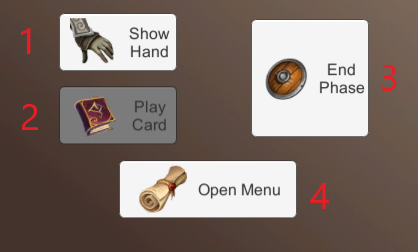 1
Show
Hand
2
Play
Card
End
Phase
3
Open Menu
4